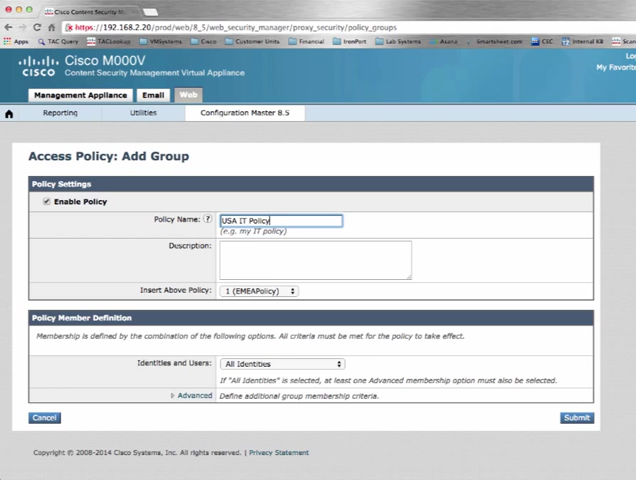 Cisco Content Security M
https://192.168.2.20/prod/web/8_5/web_security_manager/proxy_security/policy_groups
Apps TAC Query TACLookup VMSystems Cisco Customer Units Financial IronPort Lab Systems Asana Smartsheet.com CSC Internal KB Scan
CISCO
Cisco M000V
Content Security Management Virtual Appliance
Lo
My Favorite
Management Appliance Email Web
Reporting Utilities Configuration Master 8.5
Access Policy: Add Group
Policy Settings
Enable Policy
Policy Name: ? USA IT Policy
(e.g. my IT policy)
Description:
Insert Above Policy: 1 (EMEAPolicy)
Policy Member Definition
Membership is defined by the combination of the following options. All criteria must be met for the policy to take effect.
Identities and Users: All Identities
If "All Identities" is selected, at least one Advanced membership option must also be selected.
Advanced Define additional group membership criteria.
Cancel Submit
Copyright © 2008-2014 Cisco Systems, Inc. All rights reserved. | Privacy Statement